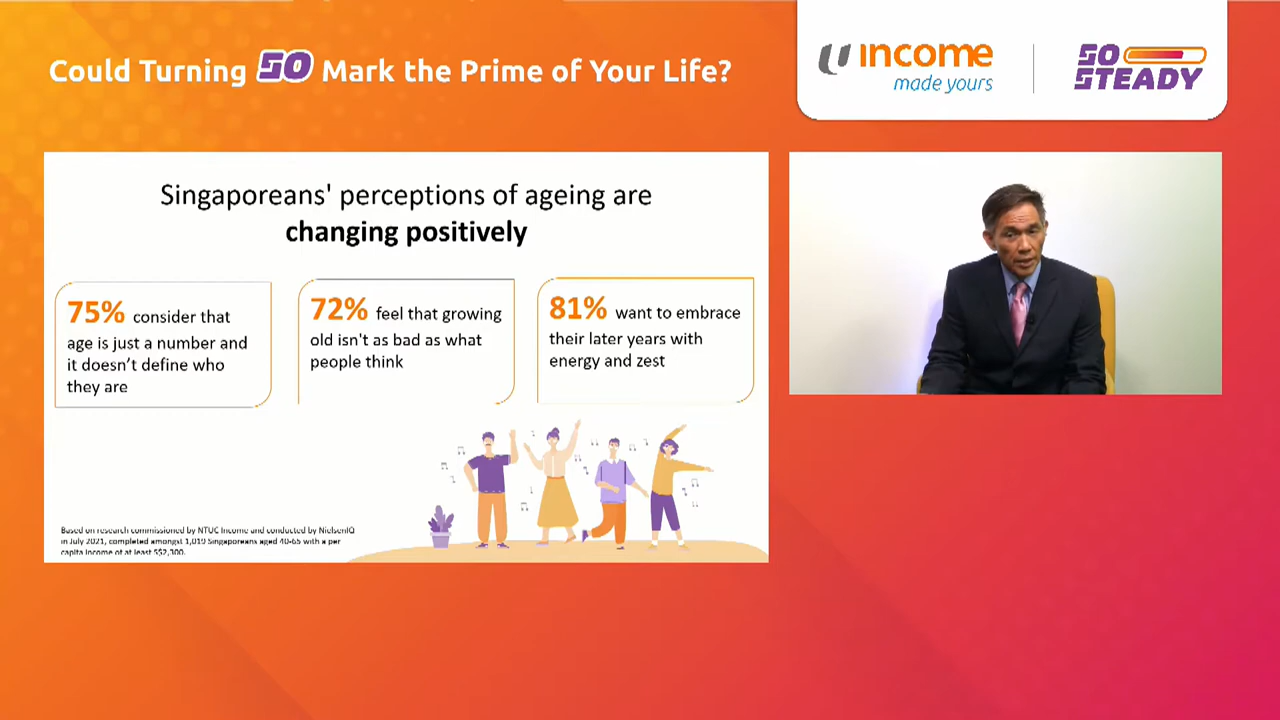 Could Turning 50 Mark the Prime of Your Life?
income
made yours
50
STEADY
Singaporeans' perceptions of ageing are
changing positively
75% consider that
age is just a number and
it doesn't define who
they are
72% feel that growing
old isn't as bad as what
people think
81% want to embrace
their later years with
energy and zest
Based on research commissioned by NTUC Income and conducted by NielsenIQ
in July 2021, completed amongst 1,019 Singaporeans aged 40-65 with a per
capita income of at least S$2,300.